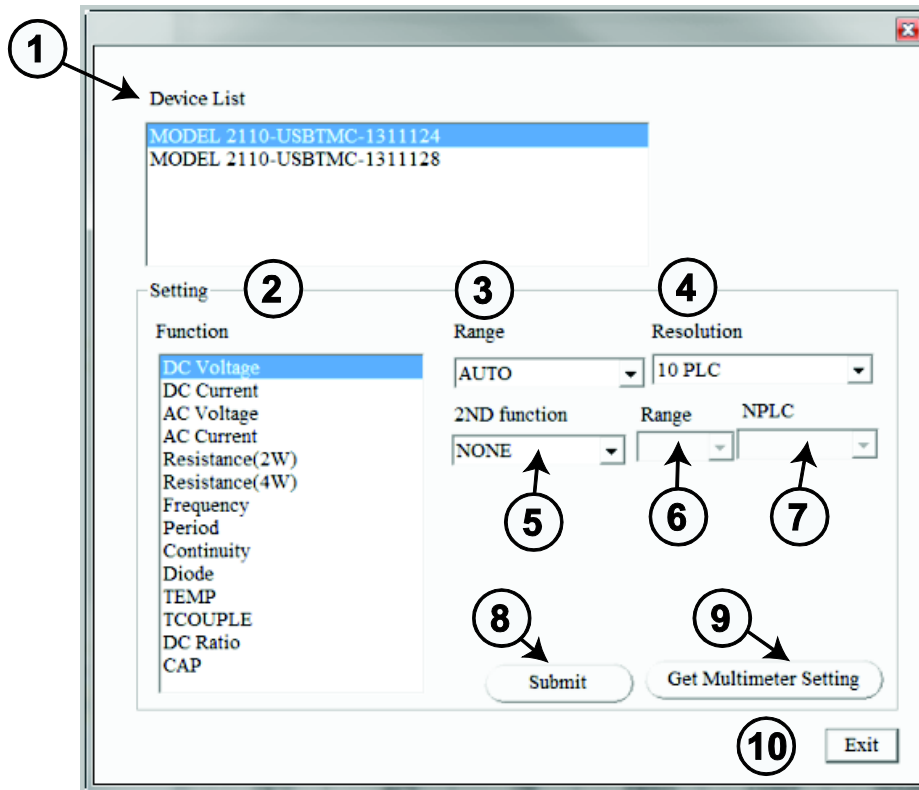 1
Device List
MODEL 2110-USBTMC-1311124
MODEL 2110-USBTMC-1311128
Setting
2
3
4
Function
Range
Resolution
DC Voltage
DC Current
AC Voltage
AC Current
Resistance(2W)
Resistance(4W)
Frequency
Period
Continuity
Diode
TEMP
TCOUPLE
DC Ratio
CAP
AUTO
10 PLC
2ND function
Range
NPLC
NONE
5
6
7
8
9
Submit
Get Multimeter Setting
10
Exit